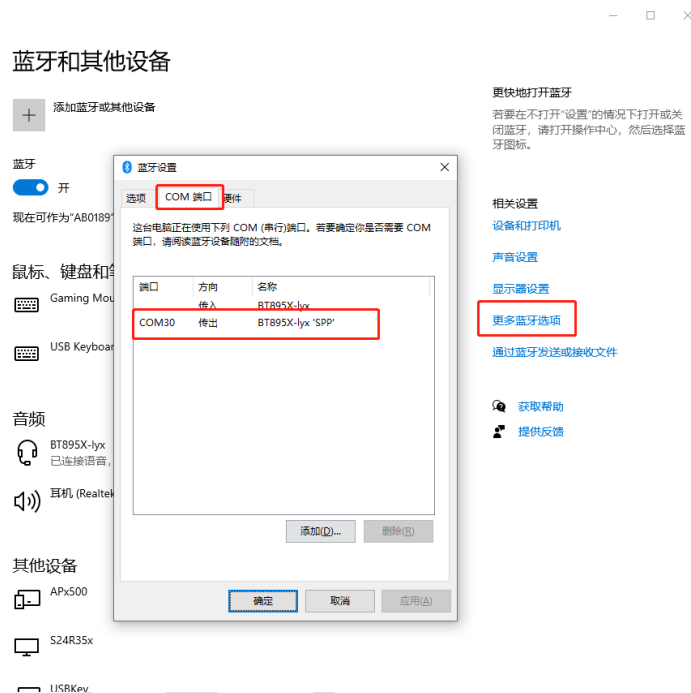 蓝牙和其他设备
添加蓝牙或其他设备
蓝牙
开
现在可作为"AB0189"
鼠标、键盘和笔
Gaming Mou
USB Keyboar
音频
BT895X-lyx
已连接语音,
耳机 (Realtek
其他设备
APx500
S24R35x
USBKey
蓝牙设置
选项
COM 端口
硬件
这台电脑正在使用下列 COM (串行)端口。若要确定你是否需要 COM
端口，请阅读蓝牙设备随附的文档。
端口 方向 名称
传入 BT895X-lyx
COM30 传出 BT895X-lyx 'SPP'
添加(D)...
删除(R)
确定
取消
应用(A)
更快地打开蓝牙
若要在不打开"设置"的情况下打开或关
闭蓝牙，请打开操作中心，然后选择蓝
牙图标。
相关设置
设备和打印机
声音设置
显示器设置
更多蓝牙选项
通过蓝牙发送或接收文件
获取帮助
提供反馈